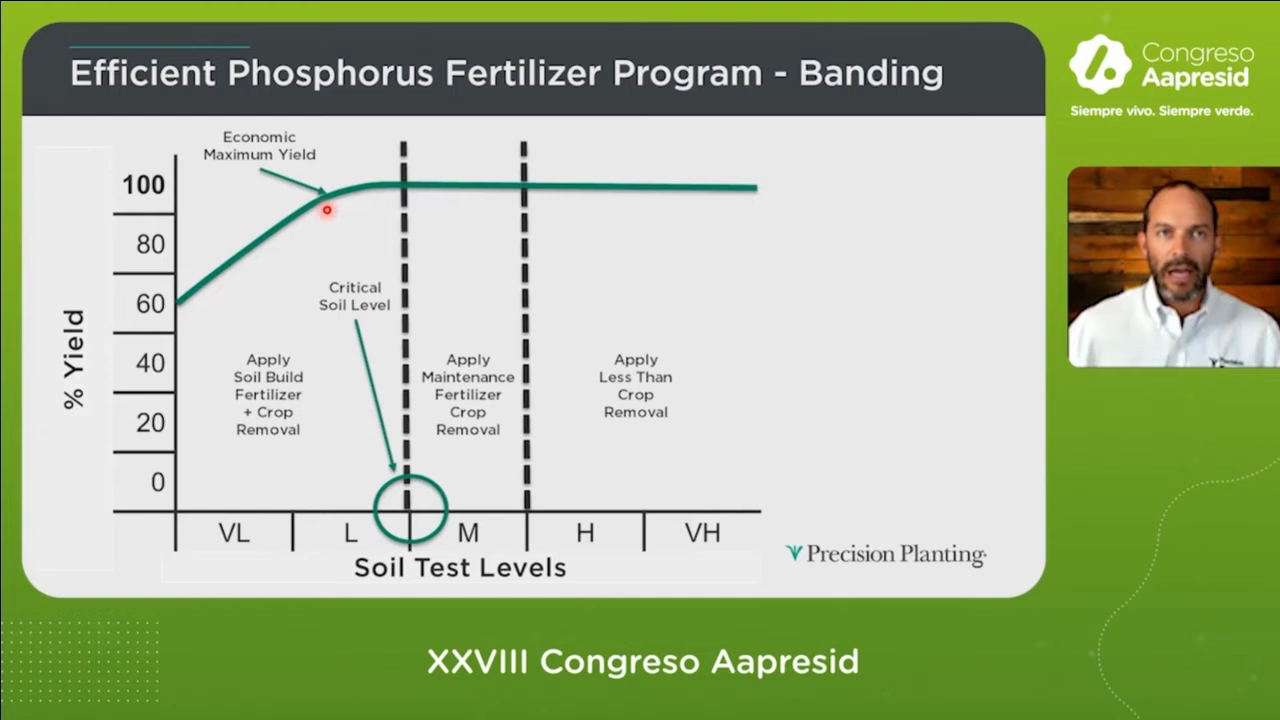 Efficient Phosphorus Fertilizer Program - Banding
Congreso
Aapresid
Siempre vivo. Siempre verde.
Economic
Maximum Yield
100
80
60
40
20
0
% Yield
Critical
Soil Level
Apply
Soil Build
Fertilizer
+ Crop
Removal
Apply
Maintenance
Fertilizer
Crop
Removal
Apply
Less Than
Crop
Removal
VL
L
M
H
VH
Soil Test Levels
Precision Planting.
XXVIII Congreso Aapresid